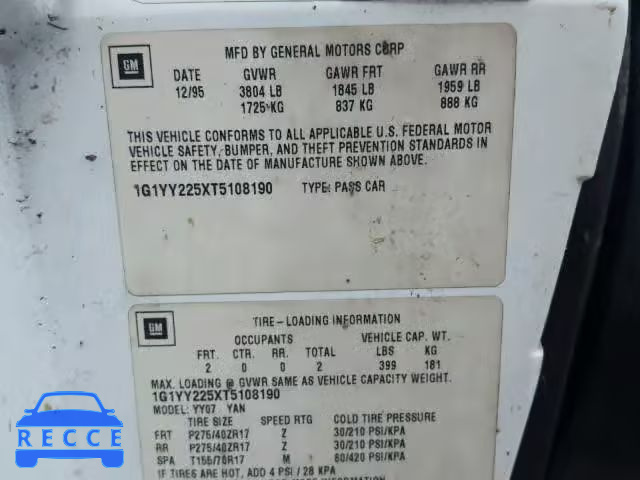 GM
MFD BY GENERAL MOTORS CORP
DATE GVWR GAWR FRT GAWR RR
12/95 3804 LB 1845 LB 1959 LB
1725 KG 837 KG 888 KG
THIS VEHICLE CONFORMS TO ALL APPLICABLE U.S. FEDERAL MOTOR
VEHICLE SAFETY, BUMPER, AND THEFT PREVENTION STANDARDS IN
EFFECT ON THE DATE OF MANUFACTURE SHOWN ABOVE.
1G1YY225XT5108190 TYPE: PASS CAR
GM
TIRE-LOADING INFORMATION
OCCUPANTS VEHICLE CAP. WT.
FRT. CTR. RR. TOTAL LBS KG
2 0 0 2 399 181
MAX. LOADING @ GVWR SAME AS VEHICLE CAPACITY WEIGHT.
1G1YY225XT5108190
MODEL: YY07 YAN
TIRE SIZE SPEED RTG COLD TIRE PRESSURE
FRT P275/40ZR17 Z 30/210 PSI/KPA
RR P275/40ZR17 Z 30/210 PSI/KPA
SPA T155/70R17 M 60/420 PSI/KPA
IF TIRES ARE HOT, ADD 4 PSI / 28 KPA